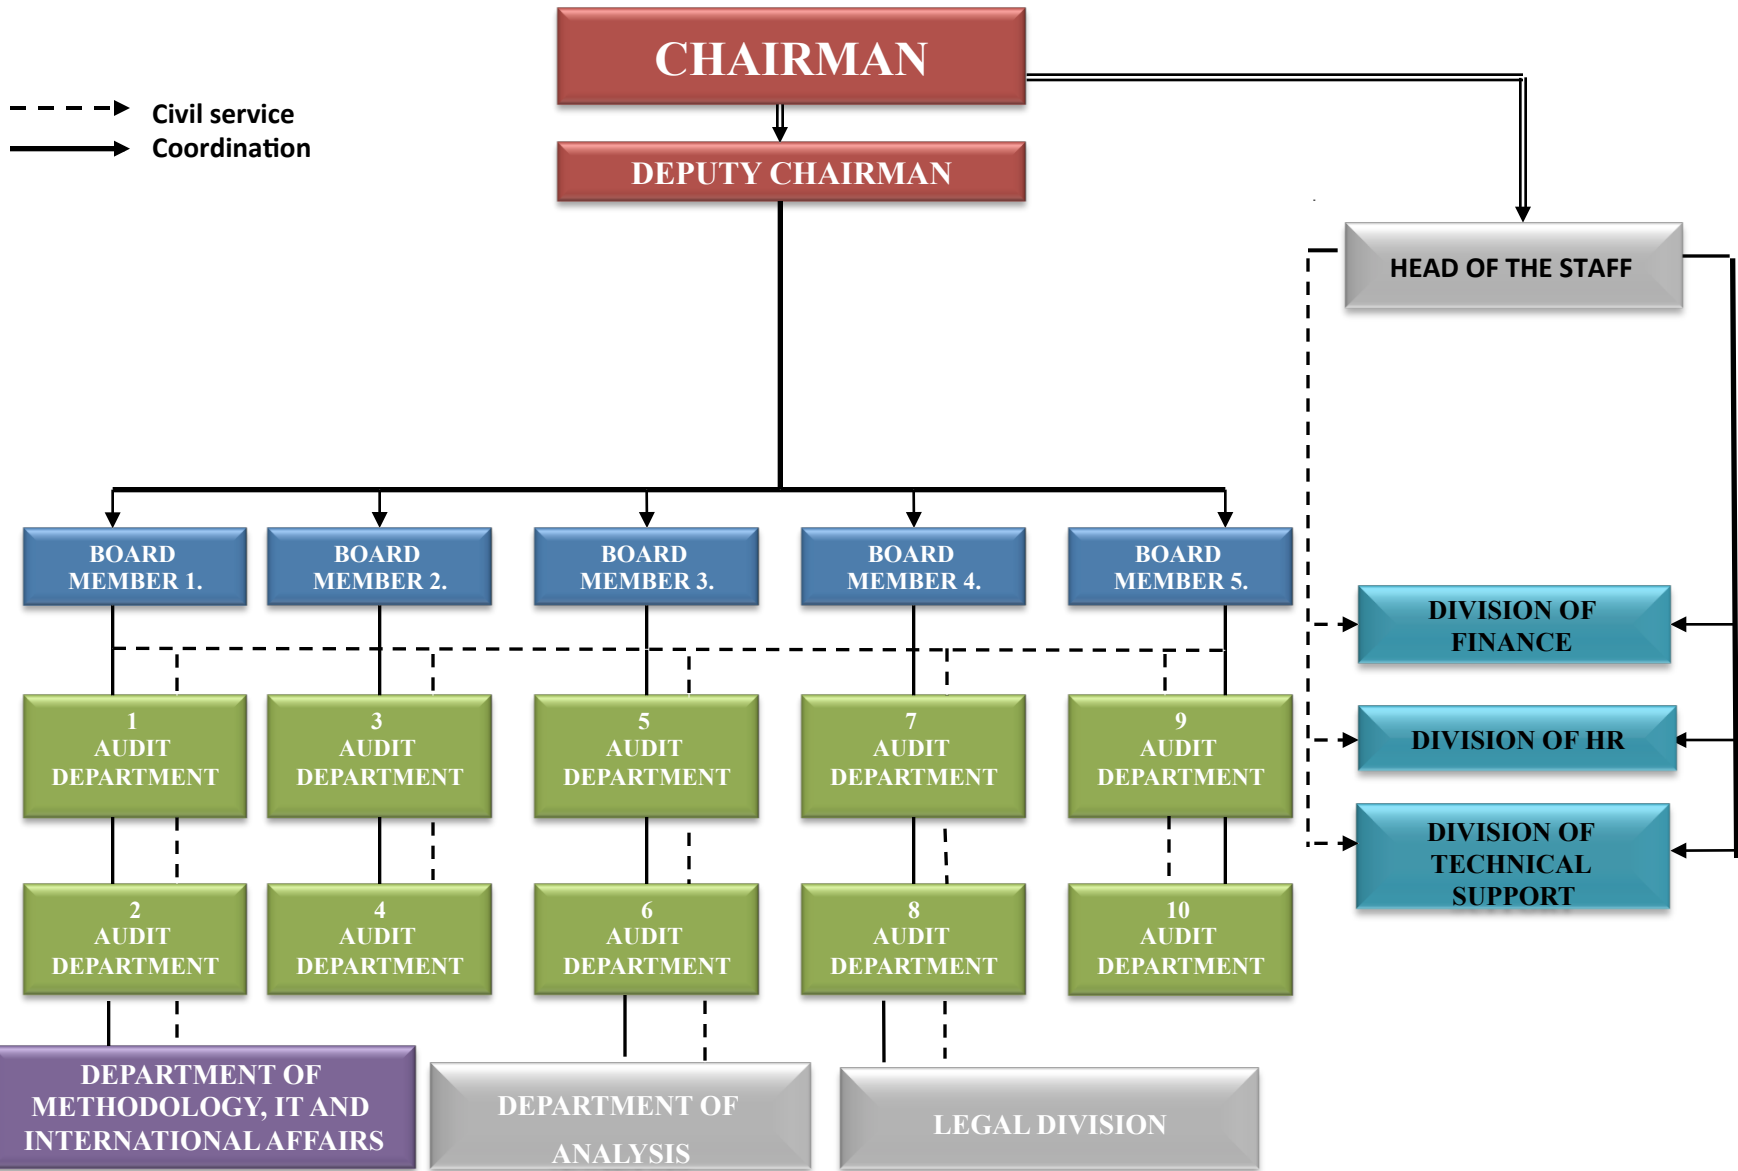 CHAIRMAN
Civil service
Coordination
DEPUTY CHAIRMAN
HEAD OF THE STAFF
BOARD
MEMBER 1.
BOARD
MEMBER 2.
BOARD
MEMBER 3.
BOARD
MEMBER 4.
BOARD
MEMBER 5.
DIVISION OF
FINANCE
1
AUDIT
DEPARTMENT
3
AUDIT
DEPARTMENT
5
AUDIT
DEPARTMENT
7
AUDIT
DEPARTMENT
9
AUDIT
DEPARTMENT
DIVISION OF HR
DIVISION OF
TECHNICAL
SUPPORT
2
AUDIT
DEPARTMENT
4
AUDIT
DEPARTMENT
6
AUDIT
DEPARTMENT
8
AUDIT
DEPARTMENT
10
AUDIT
DEPARTMENT
DEPARTMENT OF
METHODOLOGY, IT AND
INTERNATIONAL AFFAIRS
DEPARTMENT OF
ANALYSIS
LEGAL DIVISION